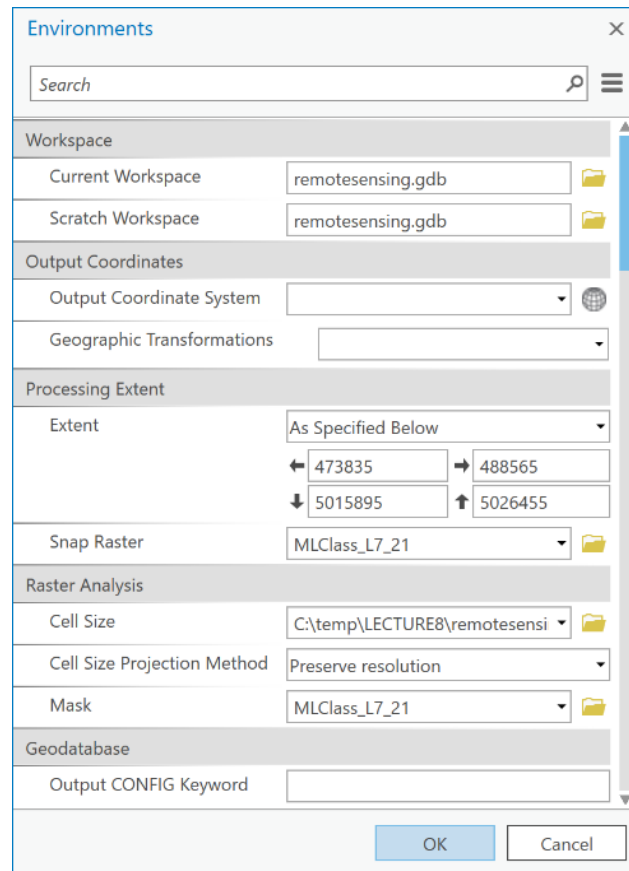 Environments
Search
Workspace
Current Workspace remotesensing.gdb
Scratch Workspace remotesensing.gdb
Output Coordinates
Output Coordinate System
Geographic Transformations
Processing Extent
Extent As Specified Below
473835 488565
5015895 5026455
Snap Raster MLClass_L7_21
Raster Analysis
Cell Size C:\temp\LECTURE8\remotesensi
Cell Size Projection Method Preserve resolution
Mask MLClass_L7_21
Geodatabase
Output CONFIG Keyword
OK Cancel